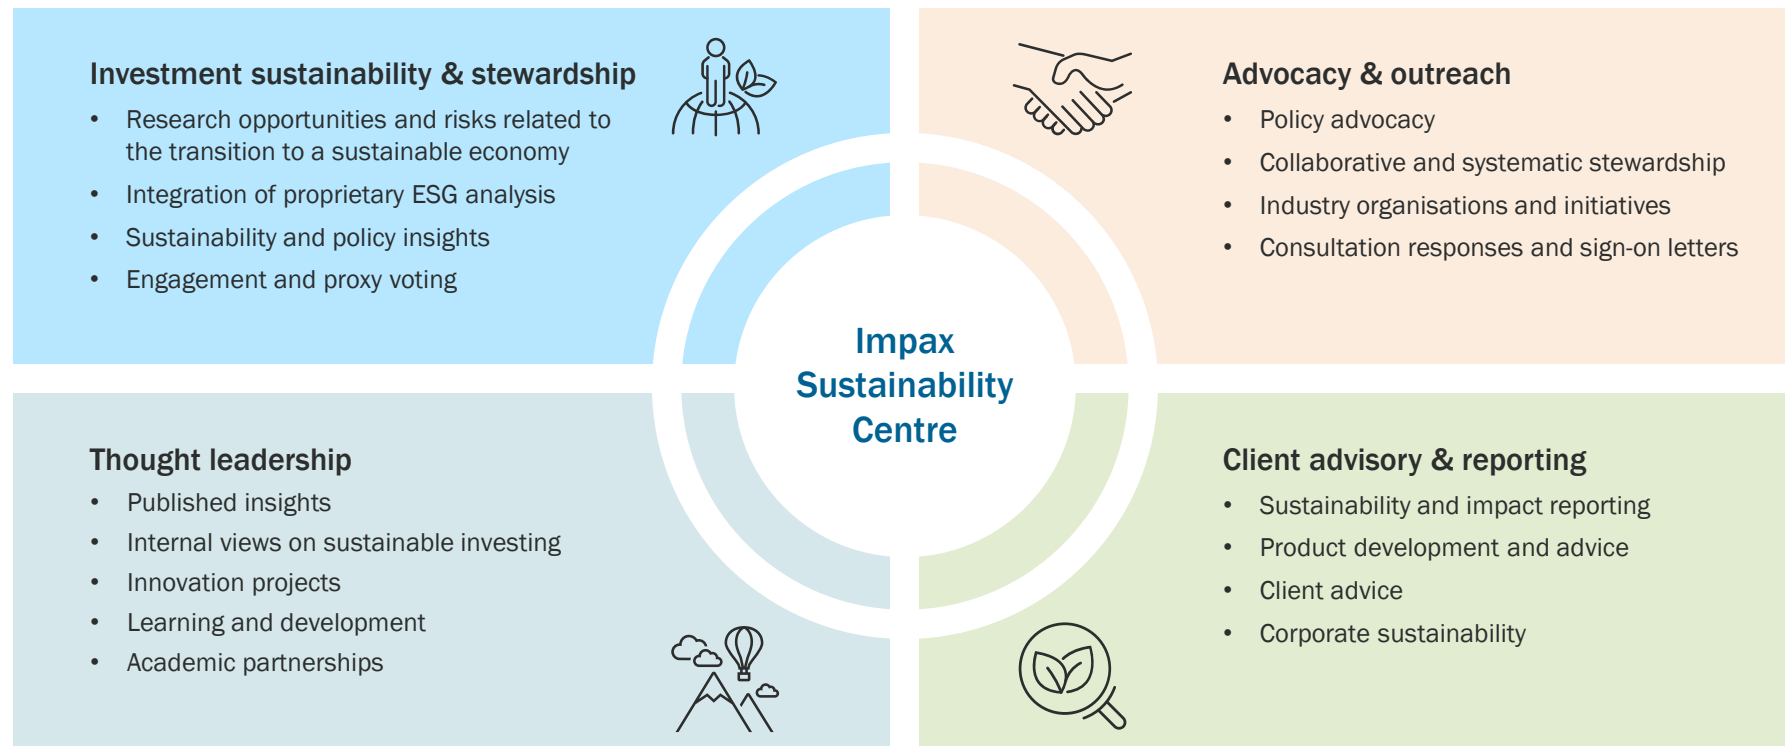 Investment sustainability & stewardship
• Research opportunities and risks related to
the transition to a sustainable economy
• Integration of proprietary ESG analysis
• Sustainability and policy insights
• Engagement and proxy voting
Advocacy & outreach
• Policy advocacy
• Collaborative and systematic stewardship
• Industry organisations and initiatives
• Consultation responses and sign-on letters
Impax
Sustainability
Centre
Thought leadership
• Published insights
• Internal views on sustainable investing
• Innovation projects
• Learning and development
• Academic partnerships
Client advisory & reporting
• Sustainability and impact reporting
• Product development and advice
• Client advice
• Corporate sustainability